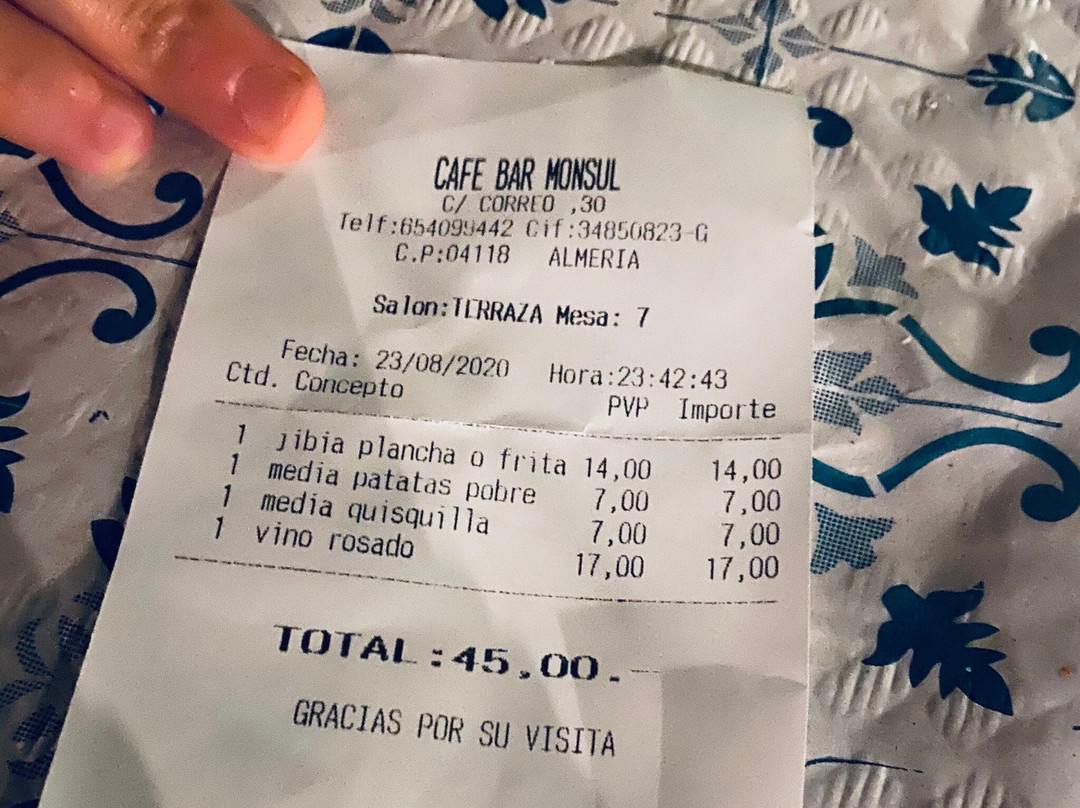 CAFE BAR MONSUL
C/ CORREO ,30
Telf:654099442 Cif:34850823-G
C.P:04118 ALMERIA
Salon:TERRAZA Mesa: 7
Fecha: 23/08/2020 Hora:23:42:43
Ctd. Concepto PVP Importe
1 jibia plancha o frita 14,00 14,00
1 media patatas pobre 7,00 7,00
1 media quisquilla 7,00 7,00
1 vino rosado 17,00 17,00
TOTAL :45,00.
GRACIAS POR SU VISITA